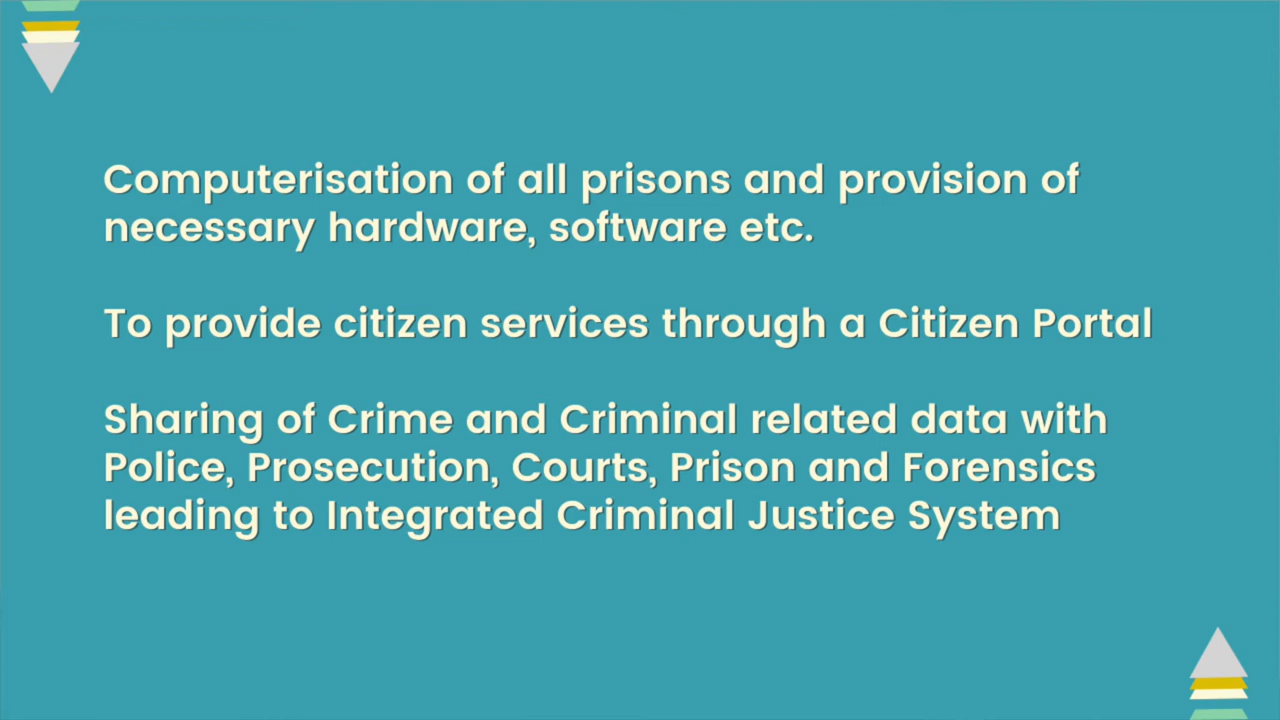 Computerisation of all prisons and provision of
necessary hardware, software etc.
To provide citizen services through a Citizen Portal
Sharing of Crime and Criminal related data with
Police, Prosecution, Courts, Prison and Forensics
leading to Integrated Criminal Justice System